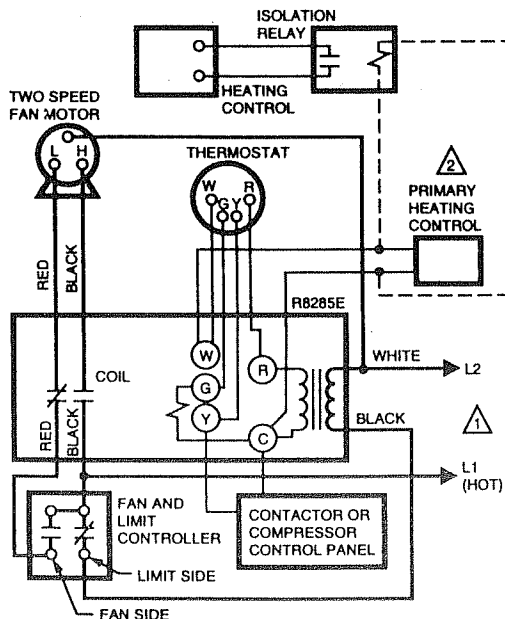 ISOLATION
RELAY
HEATING
CONTROL
TWO SPEED
FAN MOTOR
L H
THERMOSTAT
W R
G Y
2
PRIMARY
HEATING
CONTROL
RED
BLACK
R8285E
W
R
WHITE
L2
COIL
G
Y
C
BLACK
1
RED
BLACK
L1
(HOT)
FAN AND
LIMIT
CONTROLLER
CONTACTOR OR
COMPRESSOR
CONTROL PANEL
LIMIT SIDE
FAN SIDE